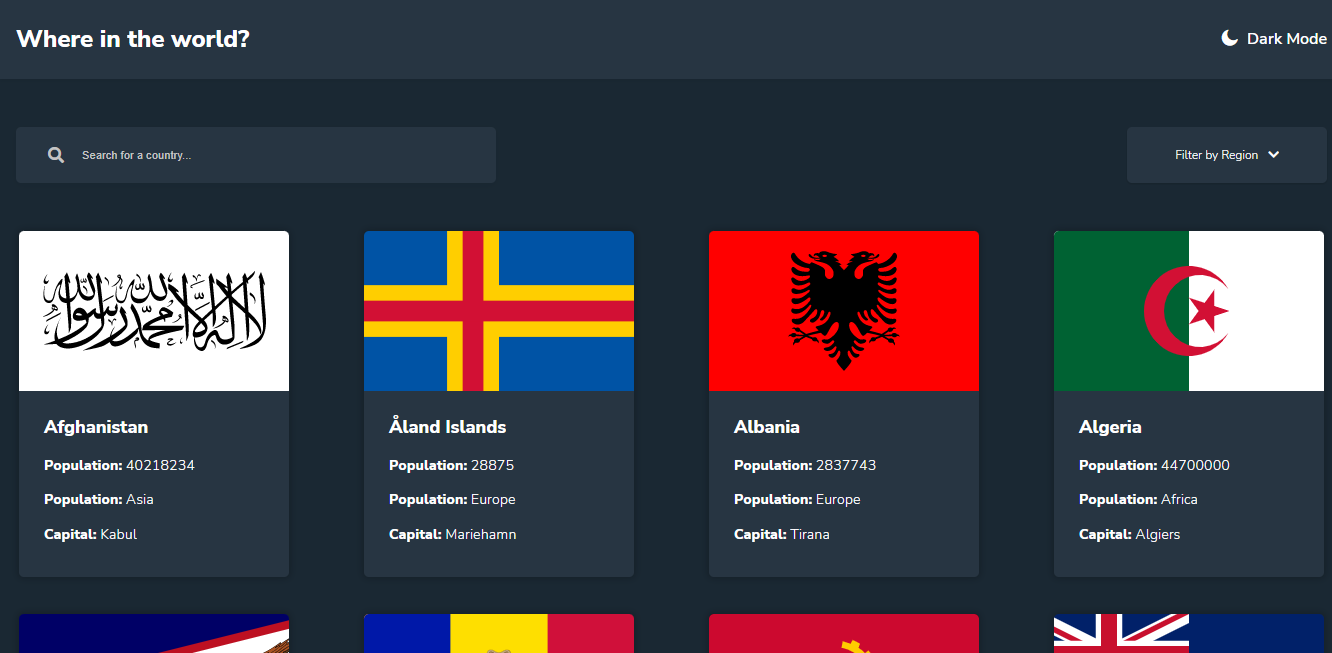 Where in the world?
Dark Mode
Search for a country...
Filter by Region
لا إله إلا الله محمد رسول الله
Afghanistan
Population: 40218234
Population: Asia
Capital: Kabul
Åland Islands
Population: 28875
Population: Europe
Capital: Mariehamn
Albania
Population: 2837743
Population: Europe
Capital: Tirana
Algeria
Population: 44700000
Population: Africa
Capital: Algiers